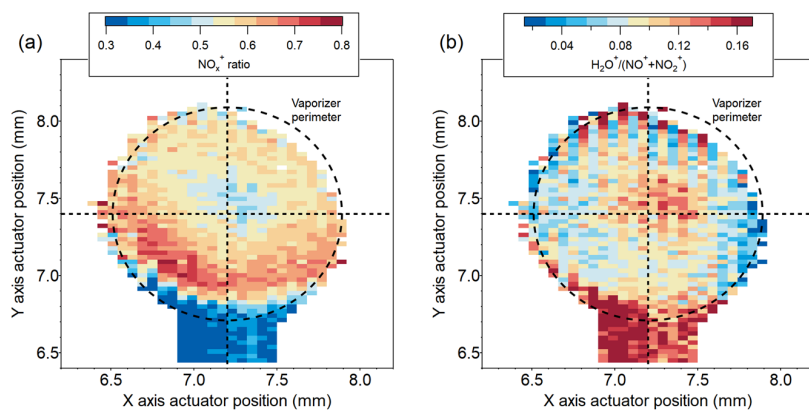 (a)
0.3 0.4 0.5 0.6 0.7 0.8
NOₓ⁺ ratio
Vaporizer
perimeter
Y axis actuator position (mm)
8.0
7.5
7.0
6.5
6.5 7.0 7.5 8.0
X axis actuator position (mm)
(b)
0.04 0.08 0.12 0.16
H₂O⁺/(NO⁺+NO₂⁺)
Vaporizer
perimeter
Y axis actuator position (mm)
8.0
7.5
7.0
6.5
6.5 7.0 7.5 8.0
X axis actuator position (mm)